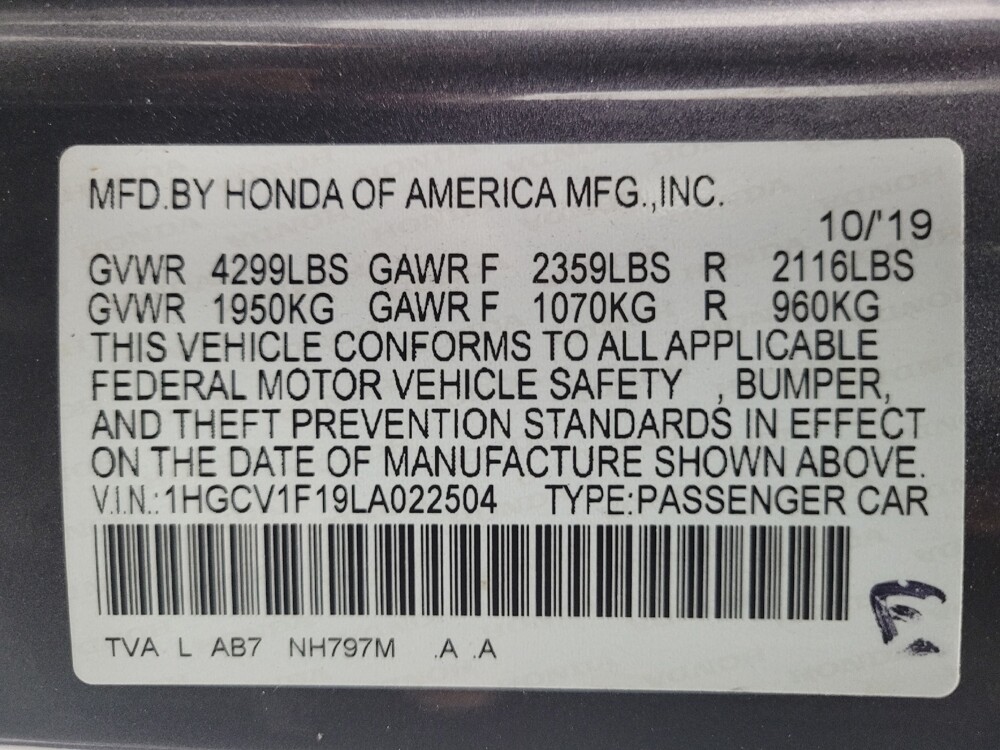 MFD.BY HONDA OF AMERICA MFG.,INC.
10/'19
GVWR 4299LBS GAWR F 2359LBS R 2116LBS
GVWR 1950KG GAWR F 1070KG R 960KG
THIS VEHICLE CONFORMS TO ALL APPLICABLE
FEDERAL MOTOR VEHICLE SAFETY , BUMPER,
AND THEFT PREVENTION STANDARDS IN EFFECT
ON THE DATE OF MANUFACTURE SHOWN ABOVE.
V.I.N.:1HGCV1F19LA022504 TYPE:PASSENGER CAR
TVA L AB7 NH797M .A .A